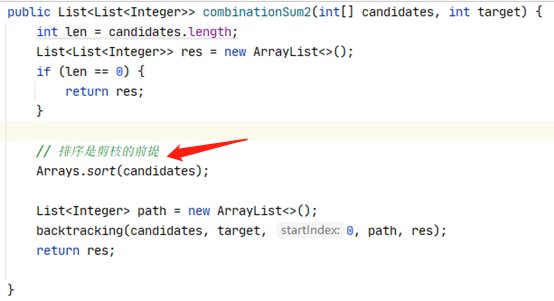 public List<List<Integer>> combinationSum2(int[] candidates, int target) {
int len = candidates.length;
List<List<Integer>> res = new ArrayList<>();
if (len == 0) {
return res;
}
// 排序是剪枝的前提
Arrays.sort(candidates);
List<Integer> path = new ArrayList<>();
backtracking(candidates, target, startIndex: 0, path, res);
return res;
}